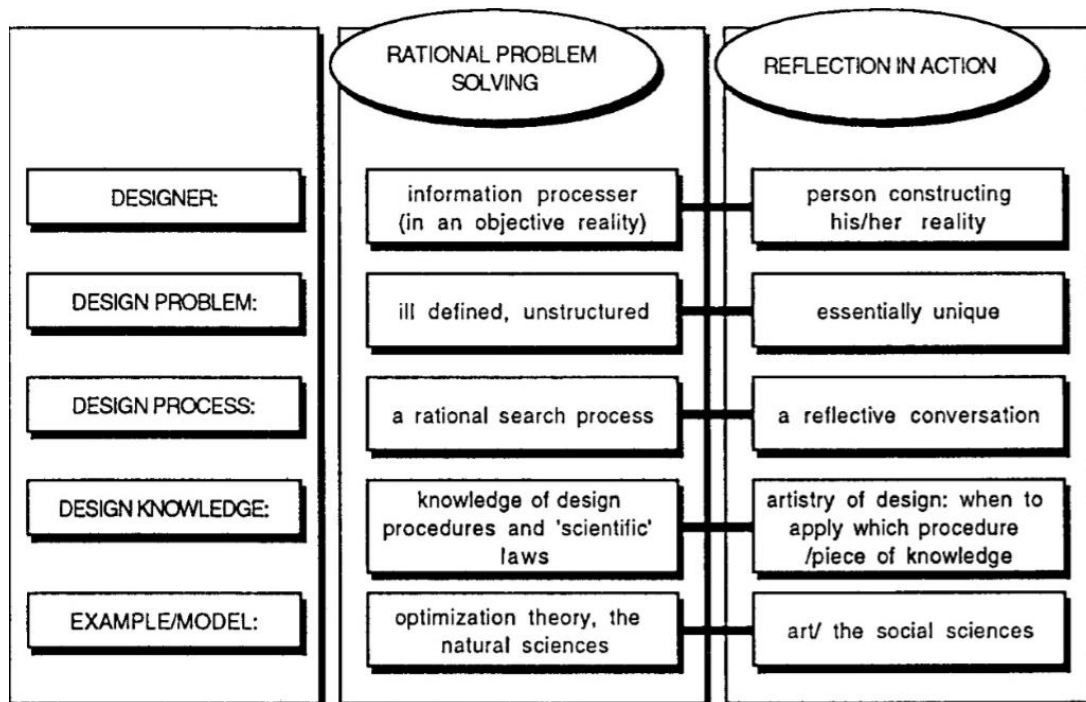 RATIONAL PROBLEM
SOLVING
REFLECTION IN ACTION
DESIGNER:
information processer
(in an objective reality)
person constructing
his/her reality
DESIGN PROBLEM:
ill defined, unstructured
essentially unique
DESIGN PROCESS:
a rational search process
a reflective conversation
DESIGN KNOWLEDGE:
knowledge of design
procedures and 'scientific'
laws
artistry of design: when to
apply which procedure
/piece of knowledge
EXAMPLE/MODEL:
optimization theory, the
natural sciences
art/ the social sciences